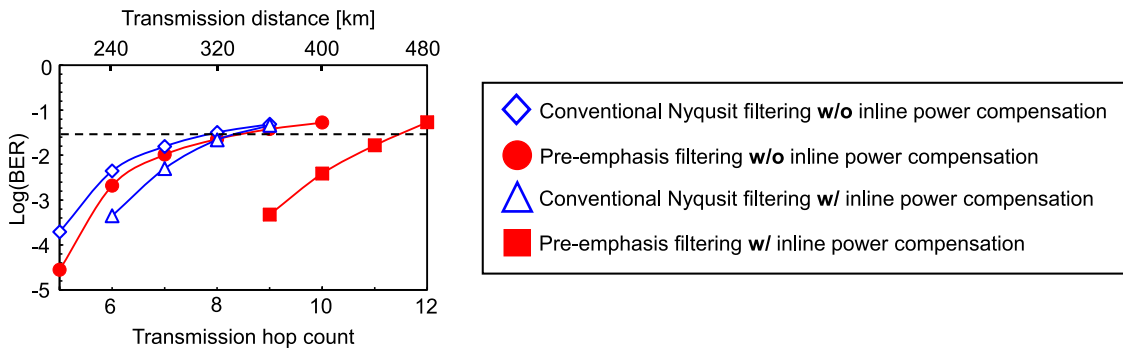 Transmission distance [km]
240 280 320 360 400 480
0
-1
-2
-3
-4
-5
Log(BER)
6 8 10 12
Transmission hop count
Conventional Nyqusit filtering w/o inline power compensation
Pre-emphasis filtering w/o inline power compensation
Conventional Nyqusit filtering w/ inline power compensation
Pre-emphasis filtering w/ inline power compensation